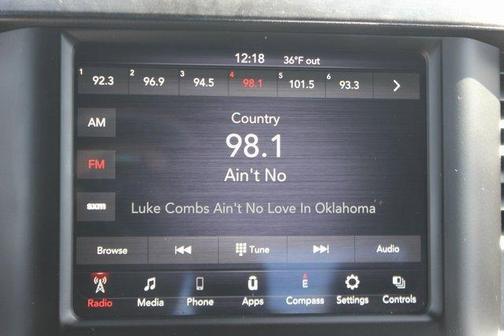 12:18 36°F out
1 92.3 2 96.9 3 94.5 4 98.1 5 101.5 6 93.3
AM
Country
98.1
FM
Ain't No
sxm
Luke Combs Ain't No Love In Oklahoma
Browse Tune Audio
E
Radio Media Phone Apps Compass Settings Controls